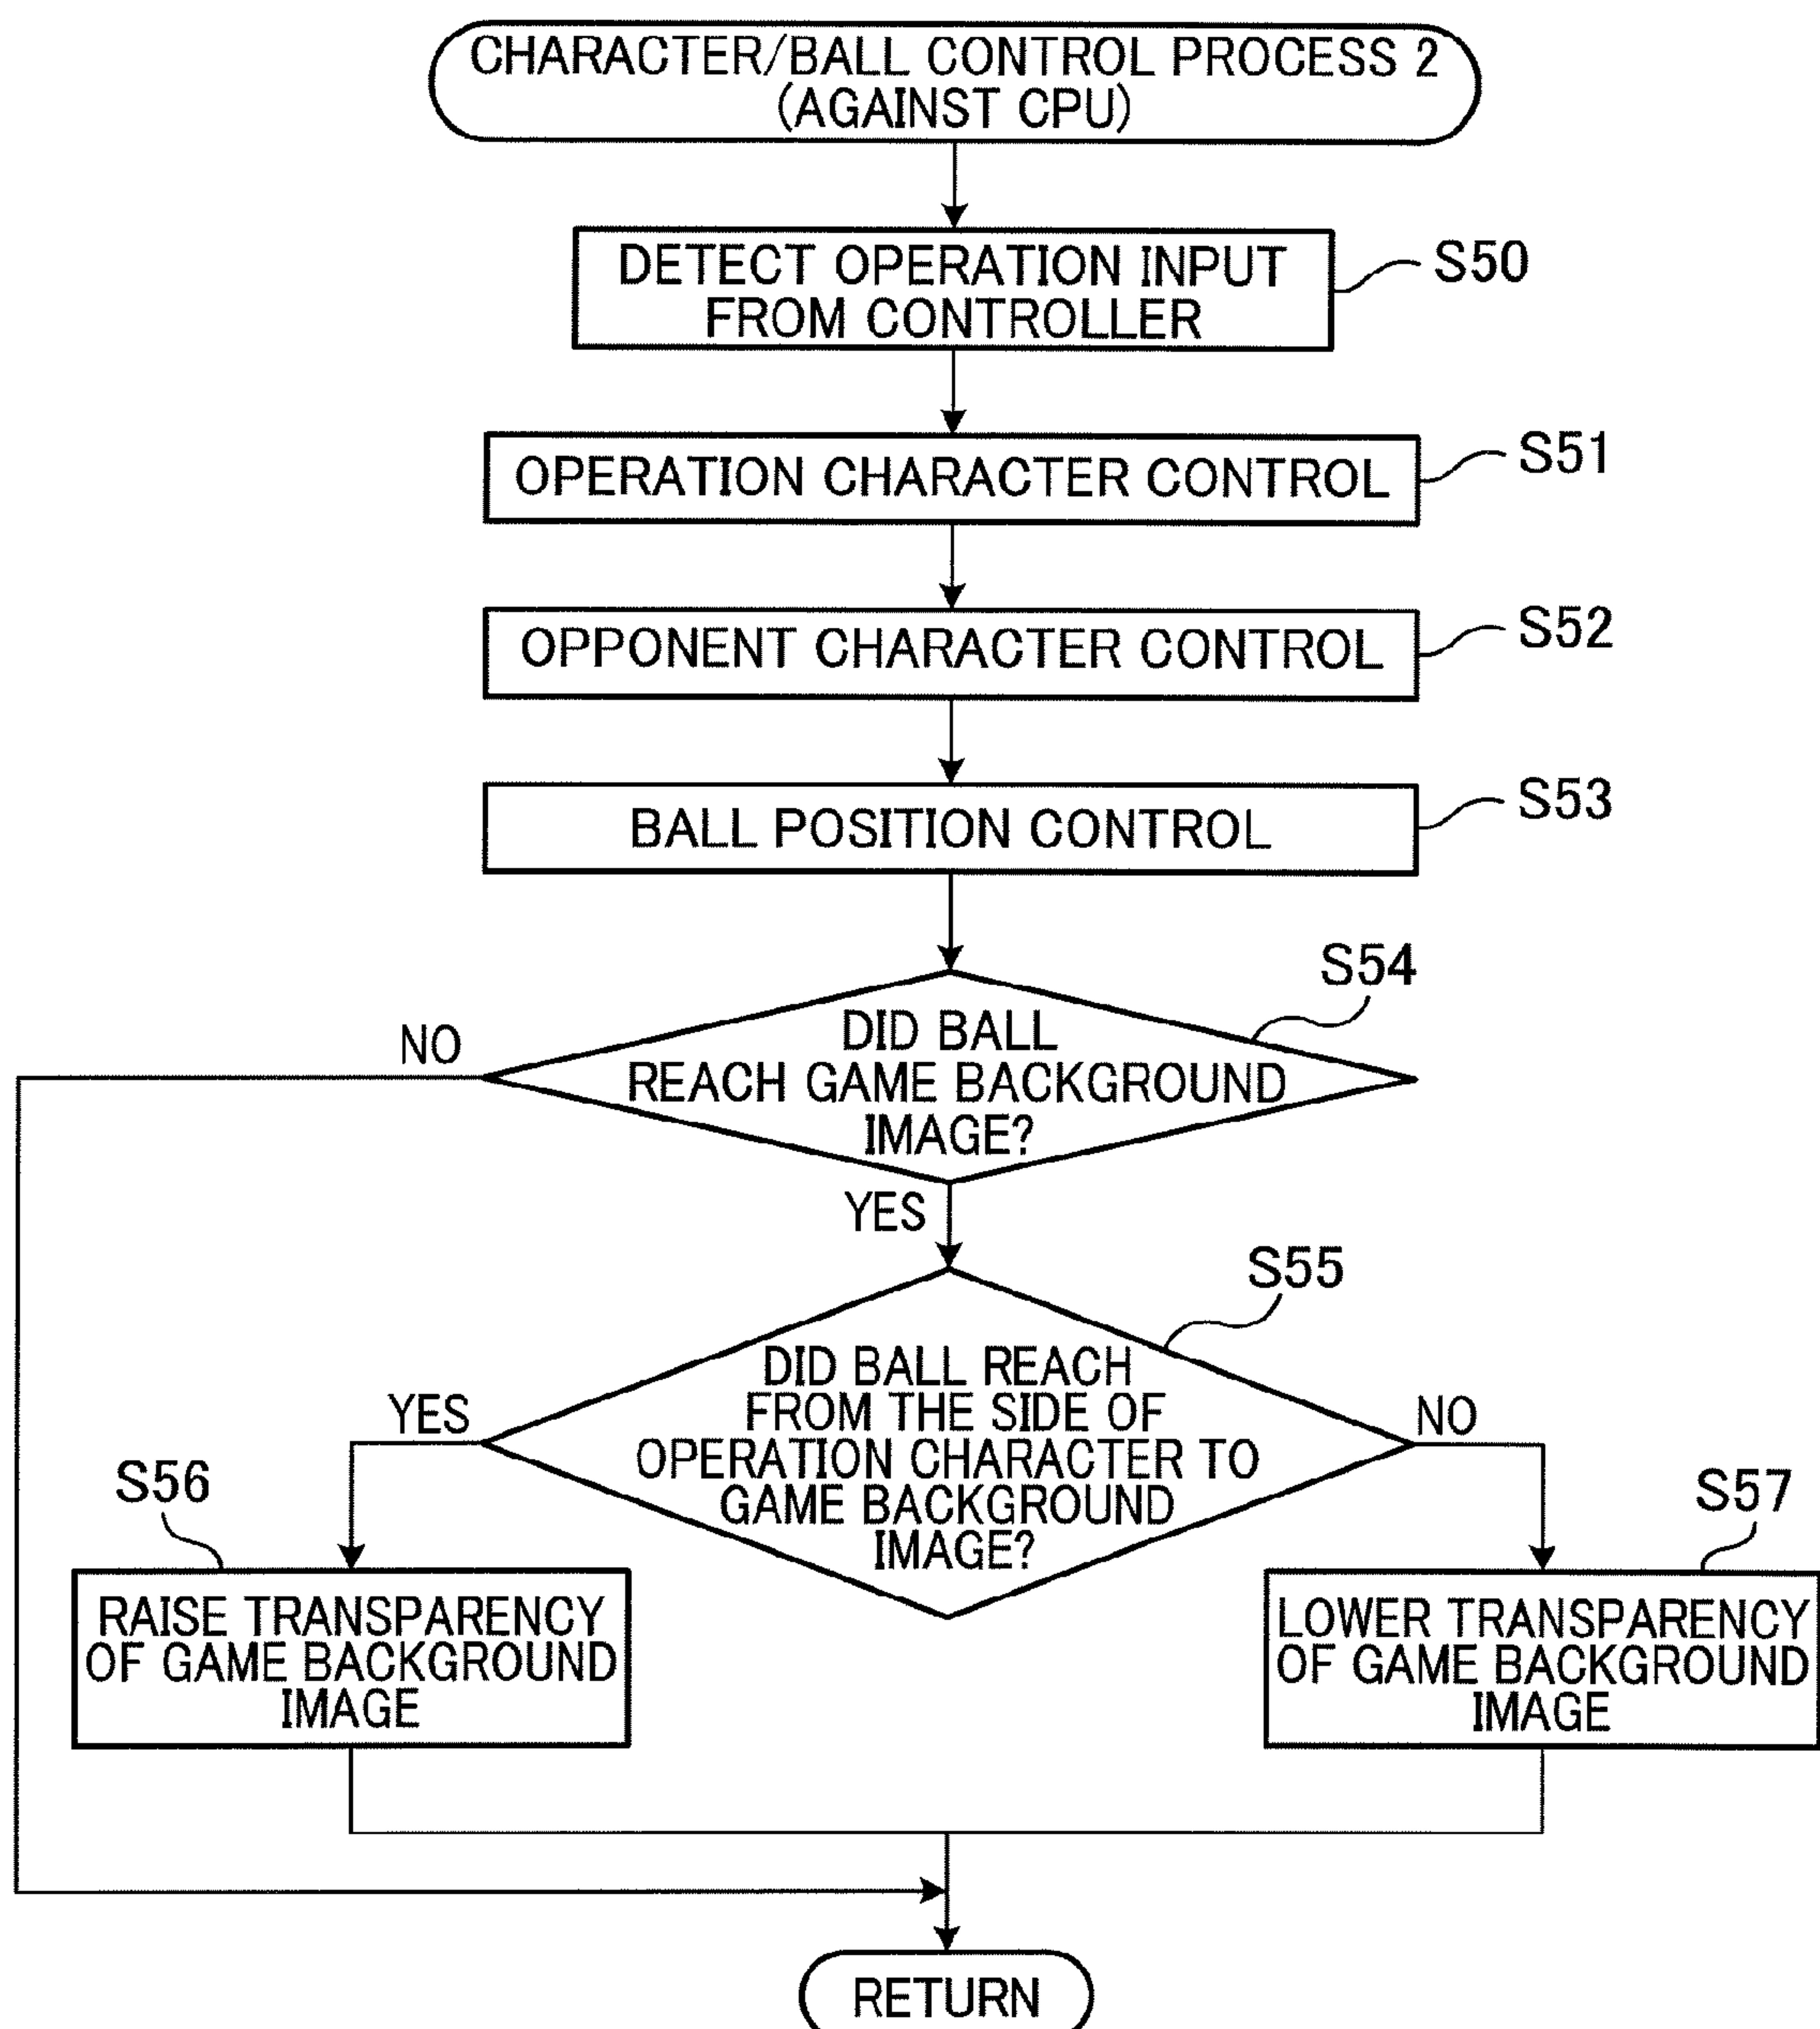 CHARACTER/BALL CONTROL PROCESS 2
(AGAINST CPU)
DETECT OPERATION INPUT
FROM CONTROLLER
S50
OPERATION CHARACTER CONTROL
S51
OPPONENT CHARACTER CONTROL
S52
BALL POSITION CONTROL
S53
S54
NO
DID BALL
REACH GAME BACKGROUND
IMAGE?
YES
S55
DID BALL REACH
FROM THE SIDE OF
OPERATION CHARACTER TO
GAME BACKGROUND
IMAGE?
YES
NO
S56
RAISE TRANSPARENCY
OF GAME BACKGROUND
IMAGE
S57
LOWER TRANSPARENCY
OF GAME BACKGROUND
IMAGE
RETURN